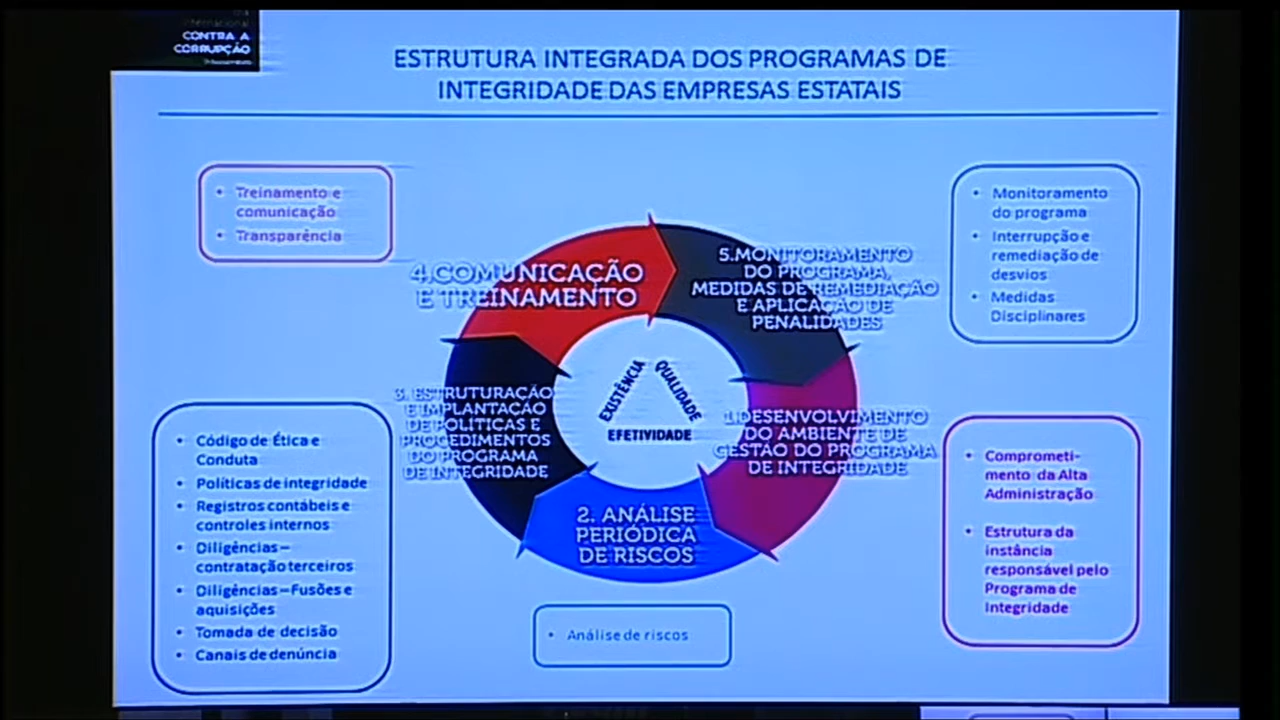 CONTRA A
CORRUPÇÃO
ESTRUTURA INTEGRADA DOS PROGRAMAS DE
INTEGRIDADE DAS EMPRESAS ESTATAIS
• Treinamento e
comunicação
• Transparência
• Monitoramento
do programa
• Interrupção e
remediação de
desvios
• Medidas
Disciplinares
4.COMUNICAÇÃO
E TREINAMENTO
5.MONITORAMENTO
DO PROGRAMA,
MEDIDAS DE REMEDIAÇÃO
E APLICAÇÃO DE
PENALIDADES
EXISTÊNCIA
QUALIDADE
EFETIVIDADE
3. ESTRUTURAÇÃO
E IMPLANTAÇÃO
DE POLÍTICAS E
PROCEDIMENTOS
DO PROGRAMA
DE INTEGRIDADE
1.DESENVOLVIMENTO
DO AMBIENTE DE
GESTÃO DO PROGRAMA
DE INTEGRIDADE
2. ANÁLISE
PERIÓDICA
DE RISCOS
• Código de Ética e
Conduta
• Políticas de integridade
• Registros contábeis e
controles internos
• Diligências –
contratação terceiros
• Diligências – Fusões e
aquisições
• Tomada de decisão
• Canais de denúncia
• Comprometi-
mento da Alta
Administração
• Estrutura da
instância
responsável pelo
Programa de
Integridade
• Análise de riscos